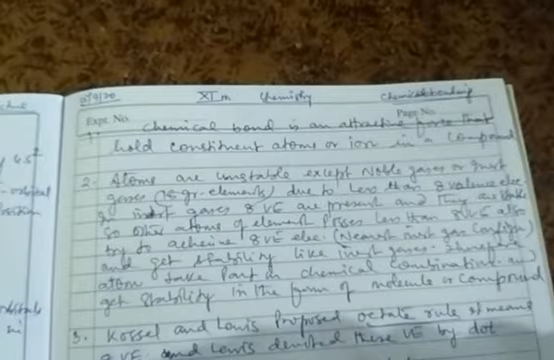 XI m Chemistry Chemical bonding
Expt. No. Page No.
Chemical bond is an attractive force that
hold constituent atoms or ion in a compound
2. Atoms are unstable except Noble gases or inert
gases (18 gr. elements) due to less than 8 valence elec.
In inert gases 8 VE are present and they are stable
So other atoms of element less than 8 VE also
try to achieve 8 VE elec. (Nearest inert gas config.)
and get stability like inert gases. Therefore
atom take part in chemical combination and
get stability in the form of molecule or compound
3. Kossel and Lewis Proposed octate rule it means
8 VE and Lewis denoted these VE by dot